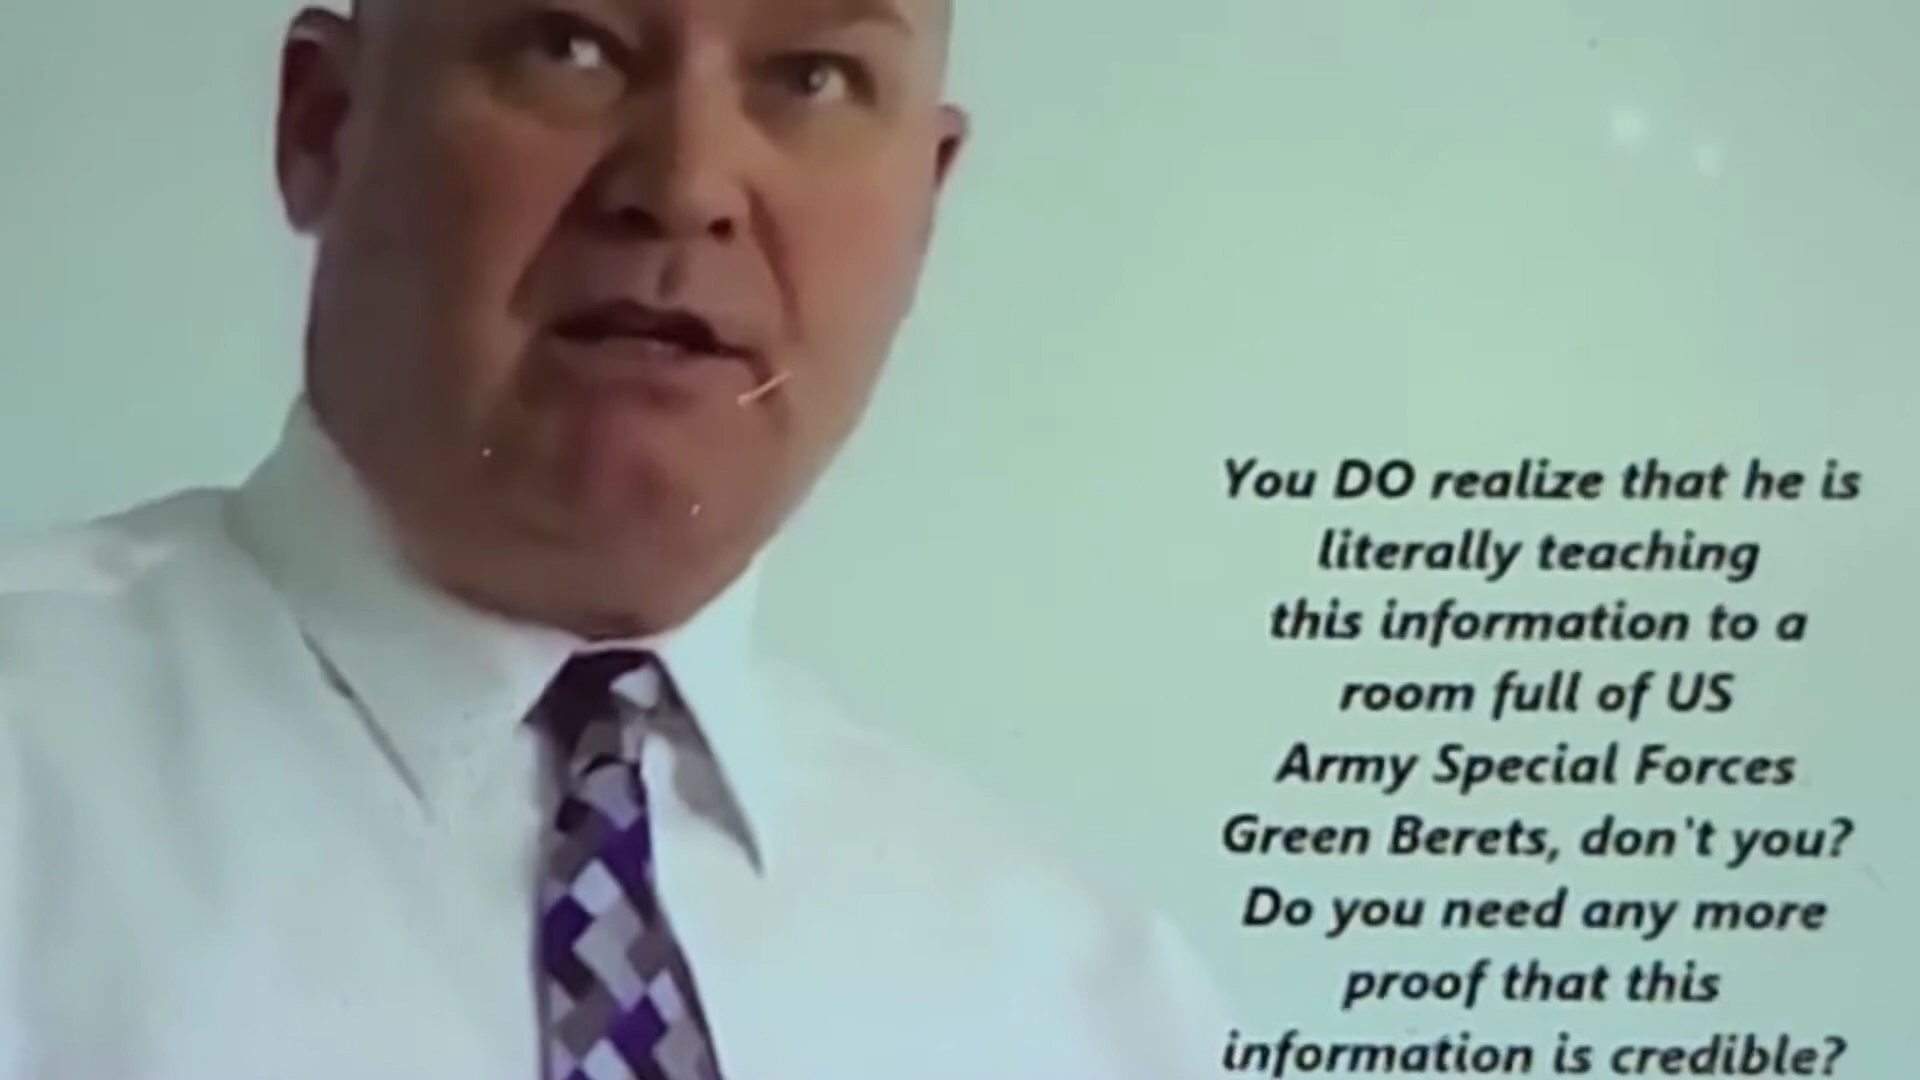 You DO realize that he is
literally teaching
this information to a
room full of US
Army Special Forces
Green Berets, don't you?
Do you need any more
proof that this
information is credible?